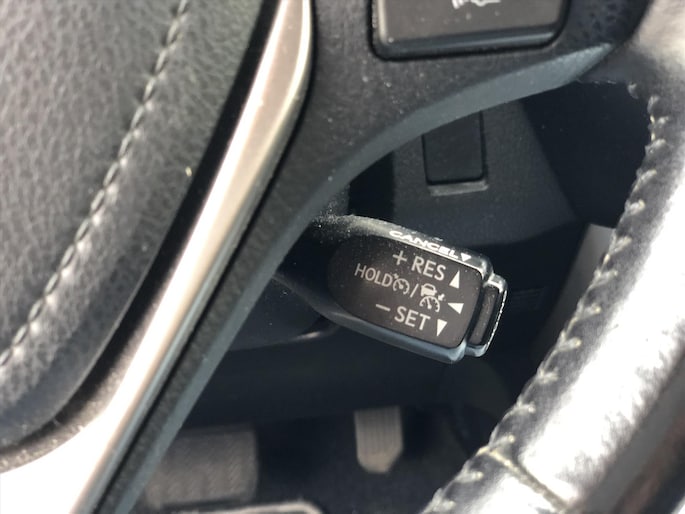 CANCEL▼
+ RES ▲
HOLD / ◀
− SET ▼